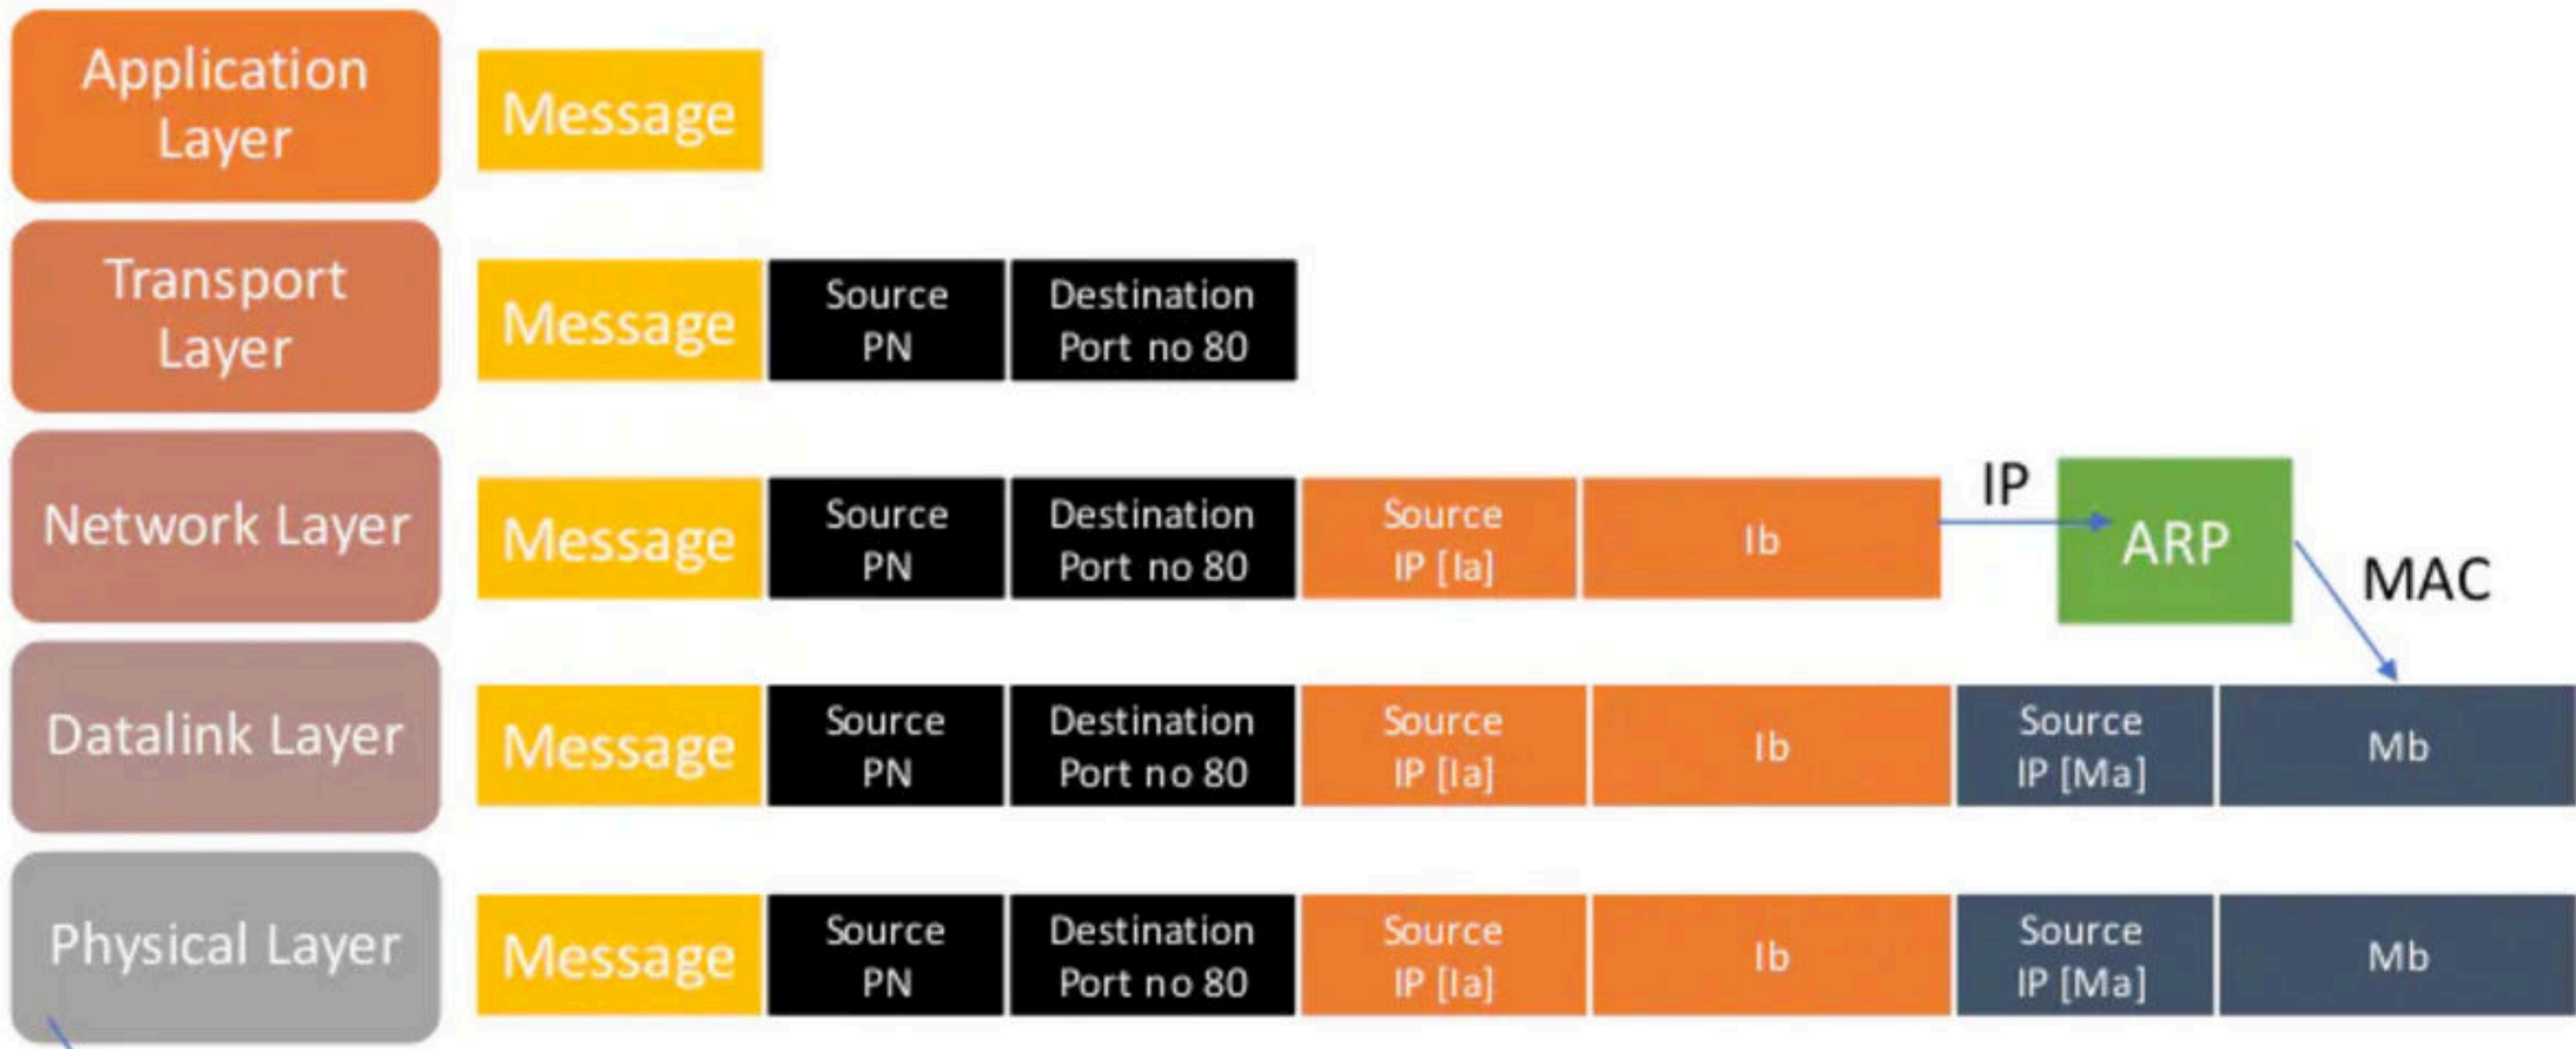 Application
Layer
Message
Transport
Layer
Message
Source
PN
Destination
Port no 80
Network Layer
Message
Source
PN
Destination
Port no 80
Source
IP [Ia]
Ib
IP
ARP
MAC
Datalink Layer
Message
Source
PN
Destination
Port no 80
Source
IP [Ia]
Ib
Source
IP [Ma]
Mb
Physical Layer
Message
Source
PN
Destination
Port no 80
Source
IP [Ia]
Ib
Source
IP [Ma]
Mb